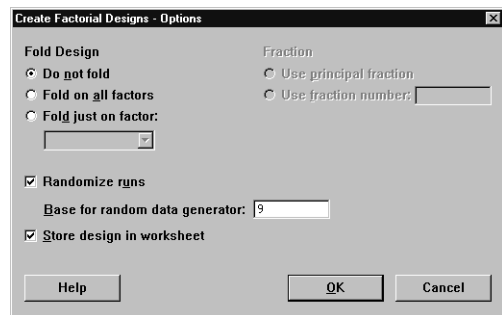 Create Factorial Designs - Options
Fold Design
Do not fold
Fold on all factors
Fold just on factor:
Fraction
Use principal fraction
Use fraction number:
Randomize runs
Base for random data generator: 9
Store design in worksheet
Help
OK
Cancel